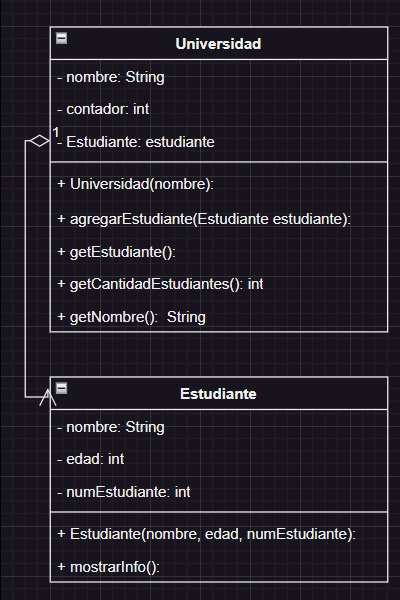 Universidad
- nombre: String
- contador: int
1
- Estudiante: estudiante
+ Universidad(nombre):
+ agregarEstudiante(Estudiante estudiante):
+ getEstudiante():
+ getCantidadEstudiantes(): int
+ getNombre():  String
Estudiante
- nombre: String
- edad: int
- numEstudiante: int
+ Estudiante(nombre, edad, numEstudiante):
+ mostrarInfo():